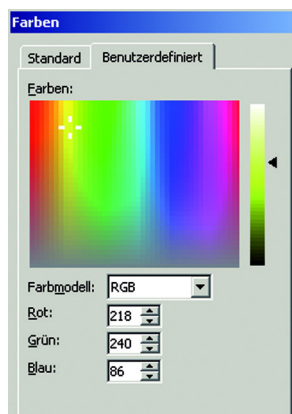 Farben
Standard Benutzerdefiniert
Farben:
Farbmodell: RGB
Rot: 218
Grün: 240
Blau: 86